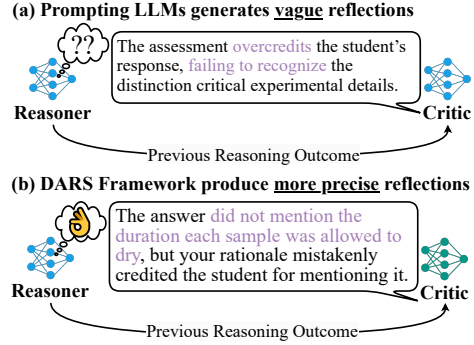 (a) Prompting LLMs generates vague reflections
??
The assessment overcredits the student's
response, failing to recognize the
distinction critical experimental details.
Reasoner
Critic
Previous Reasoning Outcome
(b) DARS Framework produce more precise reflections
The answer did not mention the
duration each sample was allowed to
dry, but your rationale mistakenly
credited the student for mentioning it.
Reasoner
Critic
Previous Reasoning Outcome